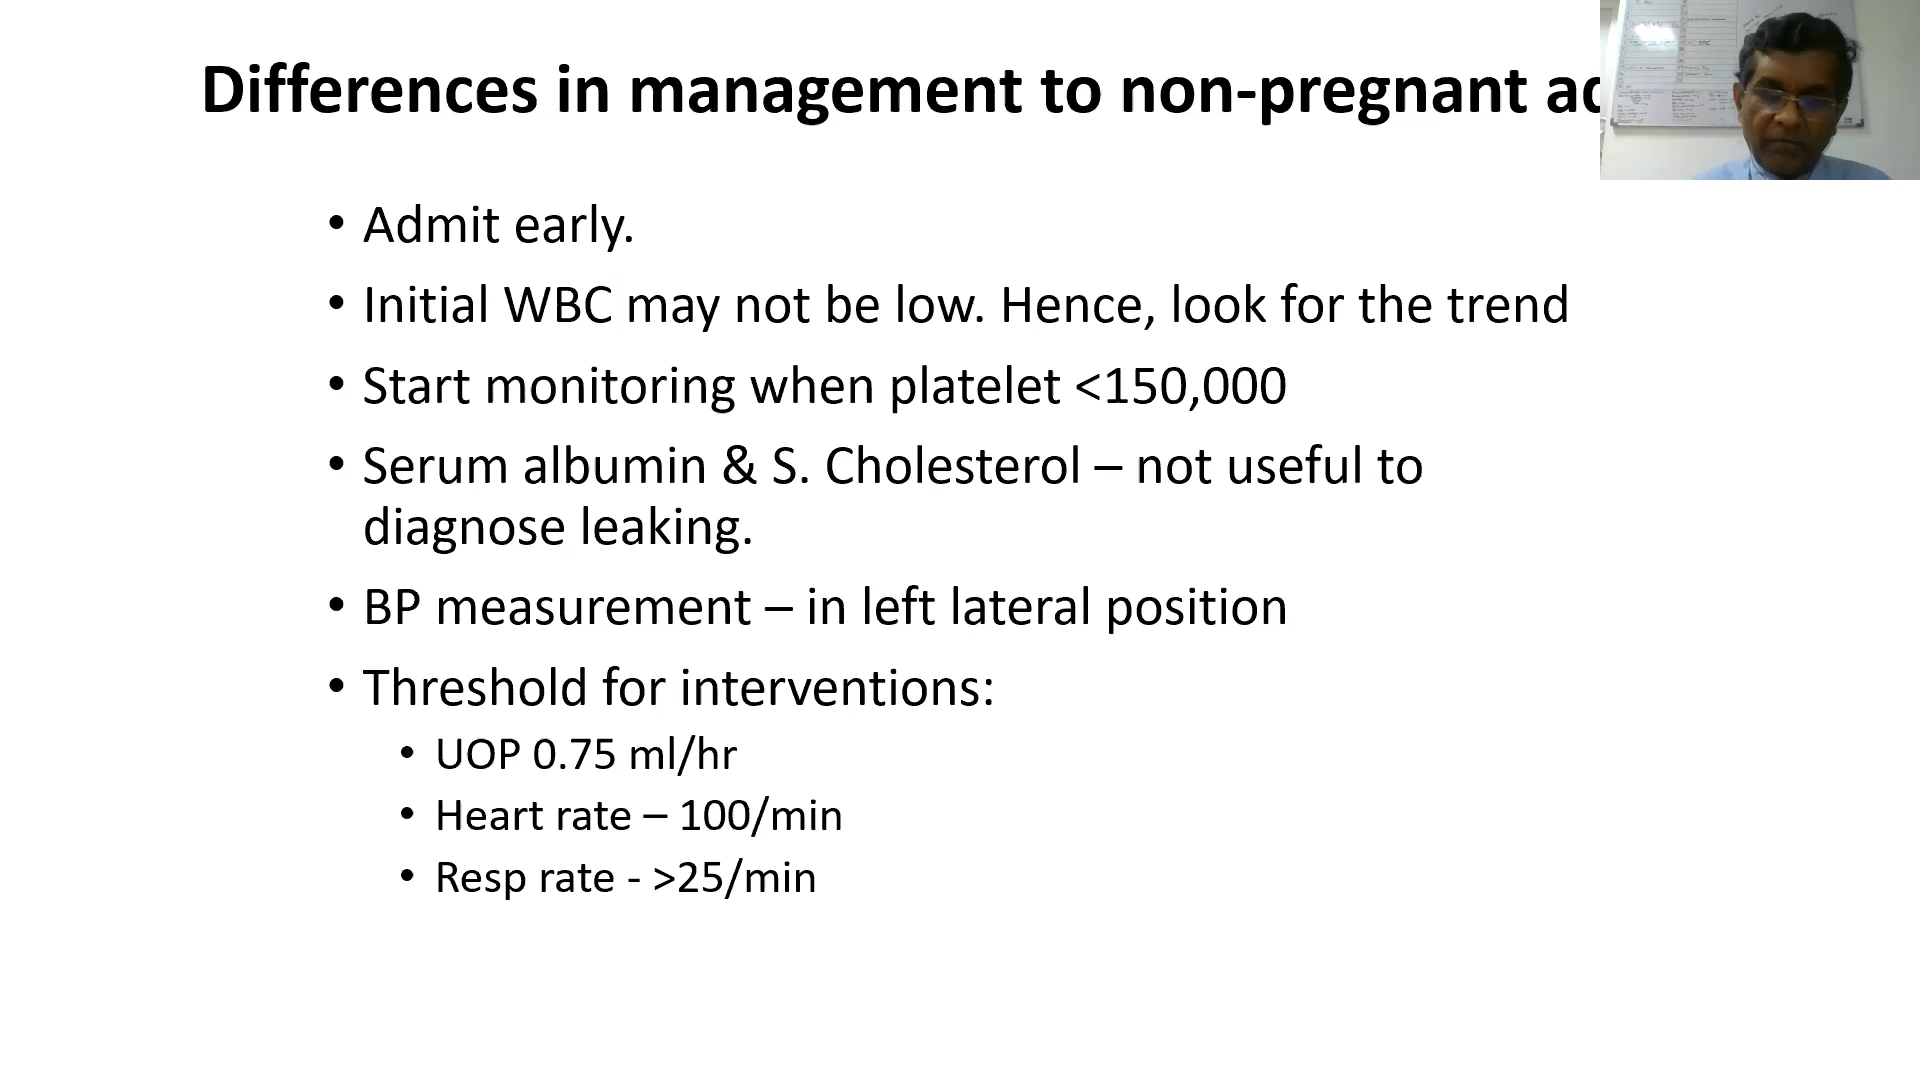 Differences in management to non-pregnant
• Admit early.
• Initial WBC may not be low. Hence, look for the trend
• Start monitoring when platelet <150,000
• Serum albumin & S. Cholesterol – not useful to
diagnose leaking.
• BP measurement – in left lateral position
• Threshold for interventions:
• UOP 0.75 ml/hr
• Heart rate – 100/min
• Resp rate - >25/min